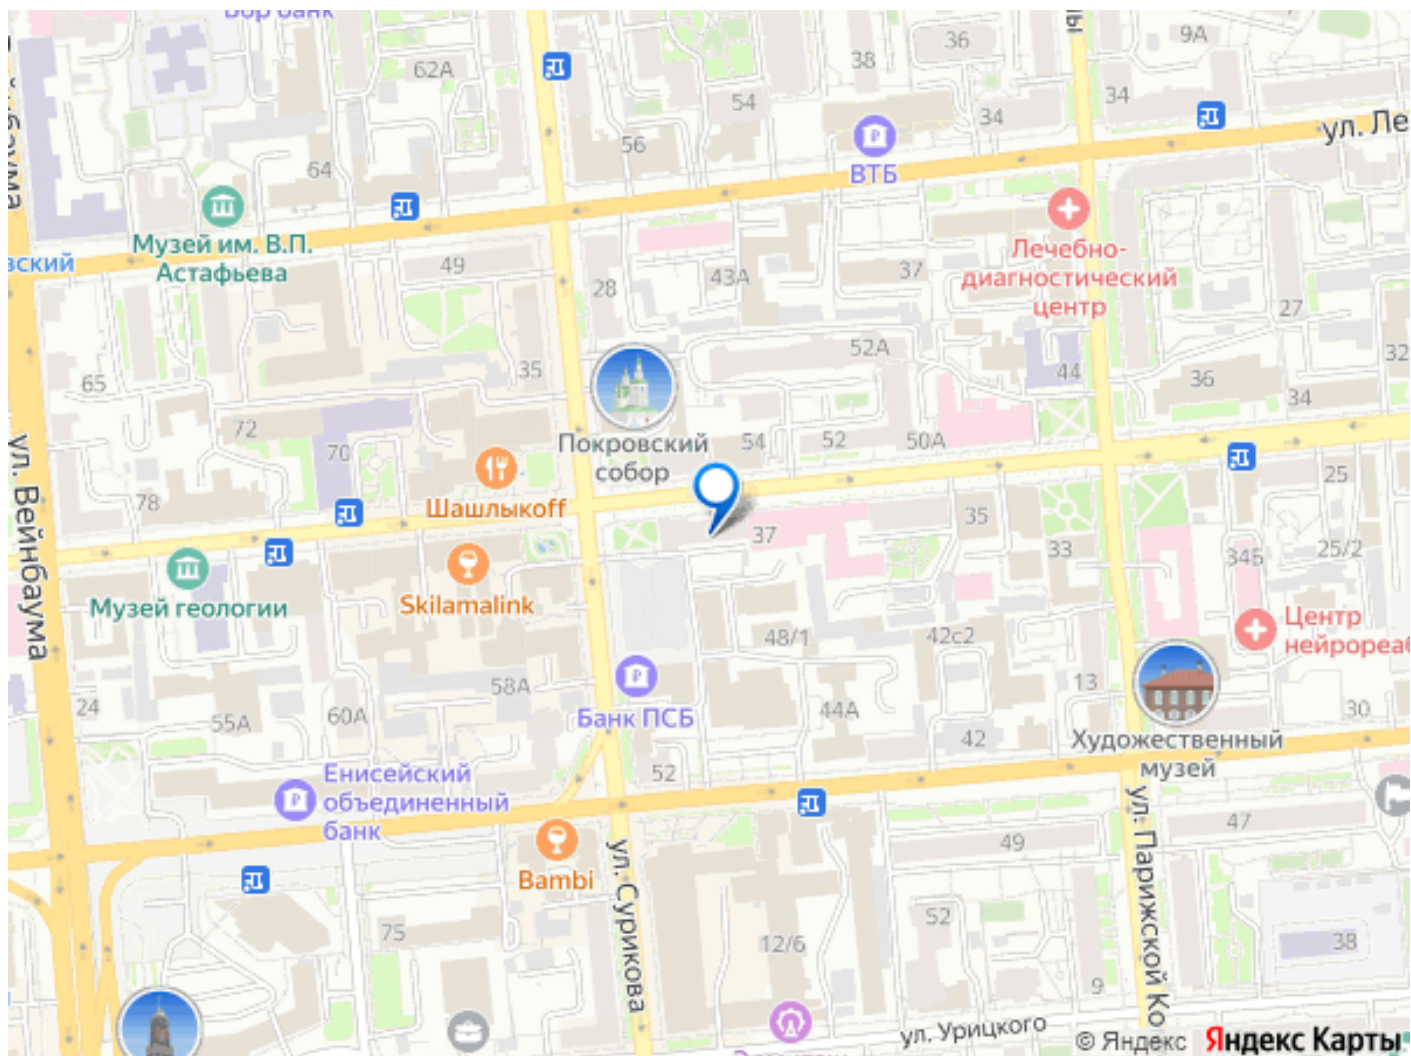 Бор банк
62А
38
36
9А
34
54
34
ул. Ле
56
ВТБ
64
Музей им. В.П.
Астафьева
вский
49
43А
37
28
Лечебно-
диагностический
центр
27
52А
35
44
65
36
32
34
72
70
Покровский
собор
54
52
50А
25
Шашлыкoff
78
ул. Вейнбаума
37
35
33
34Б
25/2
Музей геологии
Skilamalink
48/1
42с2
Центр
нейрореаб
58А
13
24
55А
60А
Банк ПСБ
44А
42
30
Художественный
музей
52
Енисейский
объединенный
банк
47
49
Bambi
ул. Сурикова
ул. Парижской Ко
52
75
12/6
38
9
ул. Урицкого
© Яндекс
Яндекс Карты